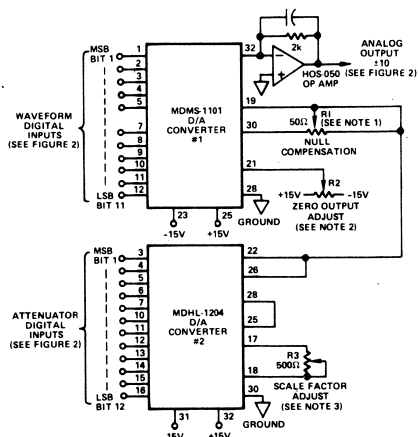 MSB
BIT 1
1
2
3
4
5
7
8
9
10
11
12
LSB
BIT 11
WAVEFORM
DIGITAL
INPUTS
(SEE FIGURE 2)
MDMS-1101
D/A
CONVERTER
#1
32
2k
HOS-050
OP AMP
ANALOG
OUTPUT
±10
(SEE FIGURE 2)
19
50Ω
R1
(SEE NOTE 1)
30
NULL
COMPENSATION
21
R2
+15V
-15V
ZERO OUTPUT
ADJUST
(SEE NOTE 2)
28
GROUND
23
25
-15V
+15V
MSB
BIT 1
3
4
5
6
7
10
11
12
13
14
15
16
LSB
BIT 12
ATTENUATOR
DIGITAL
INPUTS
(SEE FIGURE 2)
MDHL-1204
D/A
CONVERTER
#2
22
26
28
25
17
R3
500Ω
18
SCALE FACTOR
ADJUST
(SEE NOTE 3)
30
GROUND
31
32
15V
+15V